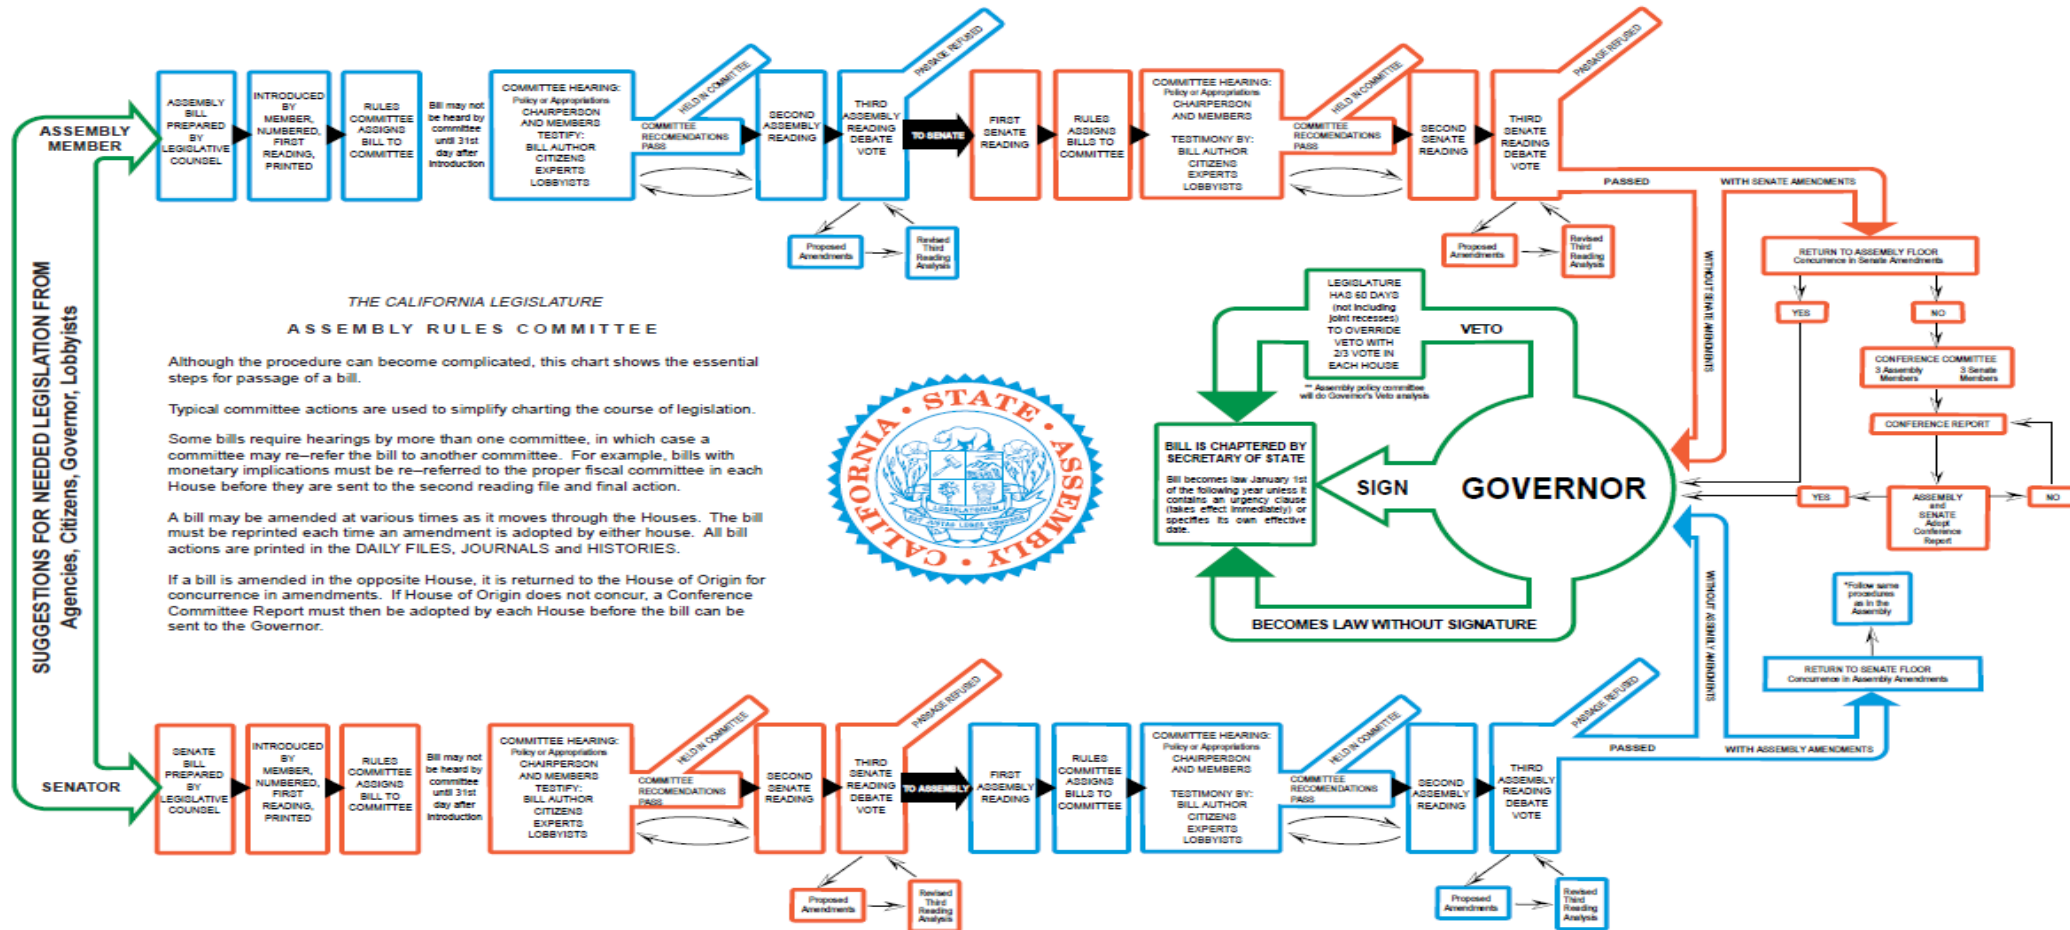 SUGGESTIONS FOR NEEDED LEGISLATION FROM
Agencies, Citizens, Governor, Lobbyists
ASSEMBLY
MEMBER
ASSEMBLY
BILL
PREPARED
BY
LEGISLATIVE
COUNSEL
INTRODUCED
BY
MEMBER,
NUMBERED,
FIRST
READING,
PRINTED
RULES
COMMITTEE
ASSIGNS
BILL TO
COMMITTEE
Bill may not
be heard by
committee
until 31st
day after
Introduction
COMMITTEE HEARING:
Policy or Appropriations
CHAIRPERSON
AND MEMBERS
TESTIFY:
BILL AUTHOR
CITIZENS
EXPERTS
LOBBYISTS
HELD IN COMMITTEE
COMMITTEE
RECOMENDATIONS
PASS
SECOND
ASSEMBLY
READING
THIRD
ASSEMBLY
READING
DEBATE
VOTE
PASSAGE REFUSED
Proposed
Amendments
Revised
Third
Reading
Analysis
TO SENATE
FIRST
SENATE
READING
RULES
ASSIGNS
BILLS TO
COMMITTEE
COMMITTEE HEARING:
Policy or Appropriations
CHAIRPERSON
AND MEMBERS
TESTIMONY BY:
BILL AUTHOR
CITIZENS
EXPERTS
LOBBYISTS
HELD IN COMMITTEE
COMMITTEE
RECOMENDATIONS
PASS
SECOND
SENATE
READING
THIRD
SENATE
READING
DEBATE
VOTE
PASSAGE REFUSED
Proposed
Amendments
Revised
Third
Reading
Analysis
PASSED
WITH SENATE AMENDMENTS
WITHOUT SENATE AMENDMENTS
RETURN TO ASSEMBLY FLOOR
Concurrence in Senate Amendments
YES
NO
CONFERENCE COMMITTEE
3 Assembly Members
3 Senate Members
CONFERENCE REPORT
YES
ASSEMBLY
and
SENATE
Adopt
Conference
Report
NO
THE CALIFORNIA LEGISLATURE
ASSEMBLY RULES COMMITTEE
Although the procedure can become complicated, this chart shows the essential
steps for passage of a bill.
Typical committee actions are used to simplify charting the course of legislation.
Some bills require hearings by more than one committee, in which case a
committee may re–refer the bill to another committee. For example, bills with
monetary implications must be re–referred to the proper fiscal committee in each
House before they are sent to the second reading file and final action.
A bill may be amended at various times as it moves through the Houses. The bill
must be reprinted each time an amendment is adopted by either house. All bill
actions are printed in the DAILY FILES, JOURNALS and HISTORIES.
If a bill is amended in the opposite House, it is returned to the House of Origin for
concurrence in amendments. If House of Origin does not concur, a Conference
Committee Report must then be adopted by each House before the bill can be
sent to the Governor.
CALIFORNIA • STATE • ASSEMBLY
LEGISLATORUM
EST JUSTAS LEGES CONDERE
LEGISLATURE
HAS 60 DAYS
(not including
joint recesses)
TO OVERRIDE
VETO WITH
2/3 VOTE IN
EACH HOUSE
** Assembly policy committee
will do Governor's Veto analysis
VETO
BILL IS CHAPTERED BY
SECRETARY OF STATE
Bill becomes law January 1st
of the following year unless it
contains an urgency clause
(takes effect immediately) or
specifies its own effective
date.
SIGN
GOVERNOR
BECOMES LAW WITHOUT SIGNATURE
SENATOR
SENATE
BILL
PREPARED
BY
LEGISLATIVE
COUNSEL
INTRODUCED
BY
MEMBER,
NUMBERED,
FIRST
READING,
PRINTED
RULES
COMMITTEE
ASSIGNS
BILL TO
COMMITTEE
Bill may not
be heard by
committee
until 31st
day after
Introduction
COMMITTEE HEARING:
Policy or Appropriations
CHAIRPERSON
AND MEMBERS
TESTIFY:
BILL AUTHOR
CITIZENS
EXPERTS
LOBBYISTS
HELD IN COMMITTEE
COMMITTEE
RECOMENDATIONS
PASS
SECOND
SENATE
READING
THIRD
SENATE
READING
DEBATE
VOTE
PASSAGE REFUSED
Proposed
Amendments
Revised
Third
Reading
Analysis
TO ASSEMBLY
FIRST
ASSEMBLY
READING
RULES
COMMITTEE
ASSIGNS
BILLS TO
COMMITTEE
COMMITTEE HEARING:
Policy or Appropriations
CHAIRPERSON
AND MEMBERS
TESTIMONY BY:
BILL AUTHOR
CITIZENS
EXPERTS
LOBBYISTS
HELD IN COMMITTEE
COMMITTEE
RECOMENDATIONS
PASS
SECOND
ASSEMBLY
READING
THIRD
ASSEMBLY
READING
DEBATE
VOTE
PASSAGE REFUSED
Proposed
Amendments
Revised
Third
Reading
Analysis
PASSED
WITH ASSEMBLY AMENDMENTS
WITHOUT ASSEMBLY AMENDMENTS
RETURN TO SENATE FLOOR
Concurrence in Assembly Amendments
*Follow same
procedures
as in the
Assembly